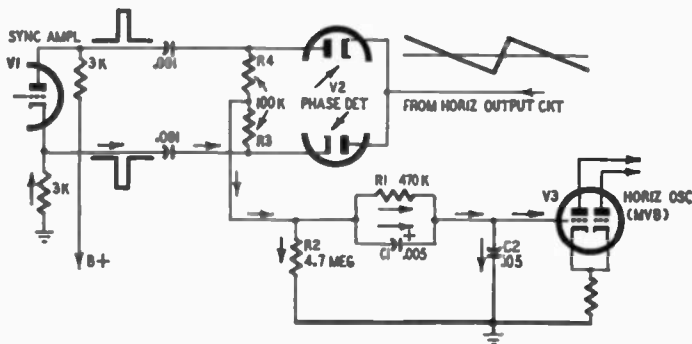 SYNC AMPL
V1
3K
.001
R4
100K
R3
V2
PHASE DET
FROM HORIZ OUTPUT CKT
.001
3K
B+
R1 470K
+
C1 .005
R2
4.7 MEG
C2
.05
V3
HORIZ OSC
(MVB)